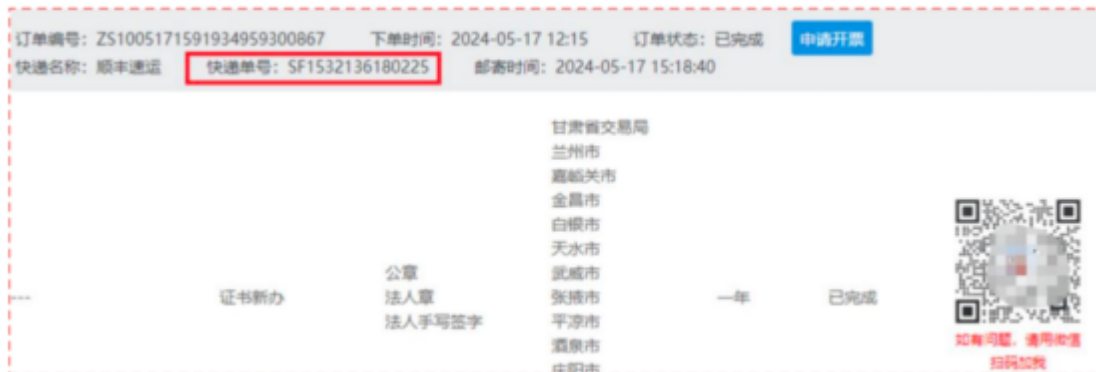 订单编号：ZS1005171591934959300867 下单时间：2024-05-17 12:15 订单状态：已完成 申请开票
快递名称：顺丰速运 快递单号：SF1532136180225 邮寄时间：2024-05-17 15:18:40
甘肃省交易局
兰州市
嘉峪关市
金昌市
白银市
天水市
公章 武威市
--- 证书新办 法人章 张掖市 一年 已完成
法人手写签字 平凉市
酒泉市
庆阳市
如有问题，请用微信
扫码加我